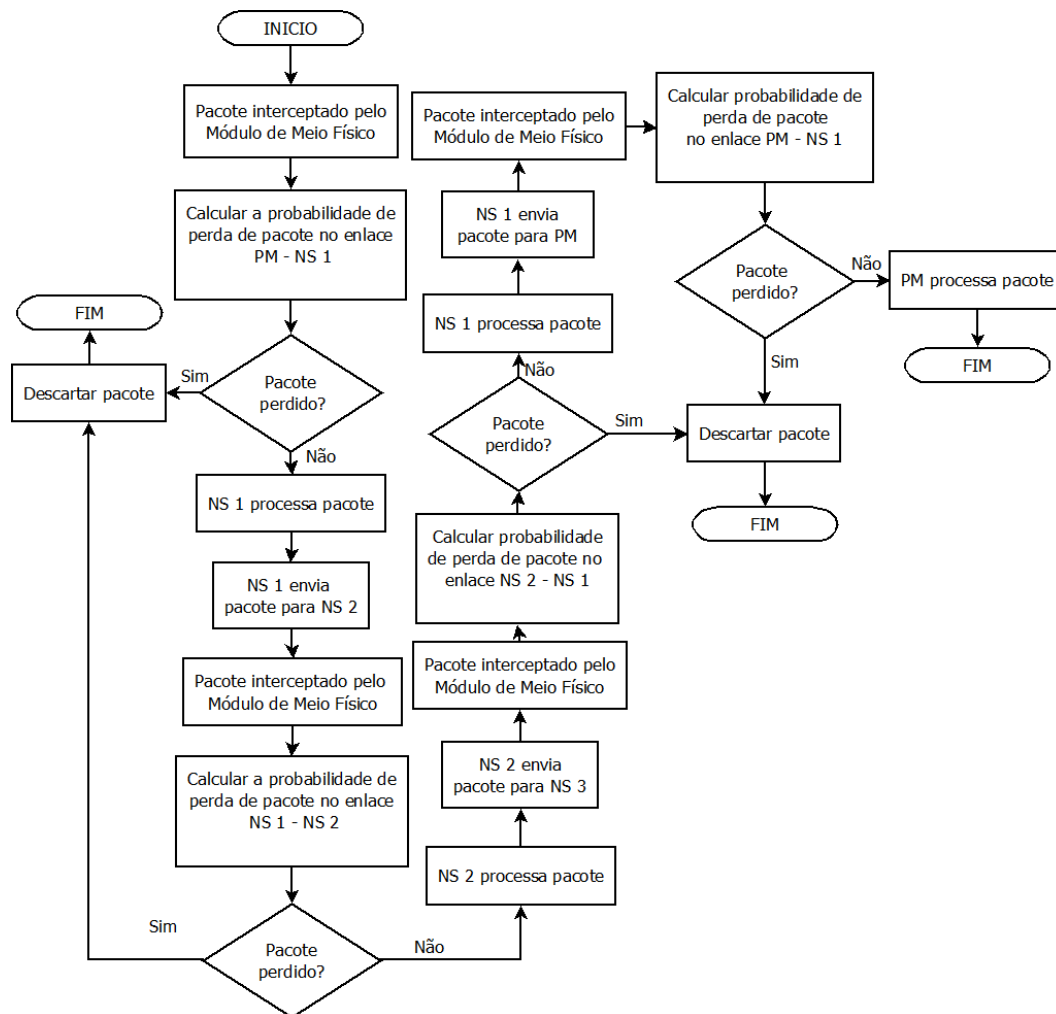 INICIO
Pacote interceptado pelo
Módulo de Meio Físico
Calcular a probabilidade de
perda de pacote no enlace
PM - NS 1
Pacote
perdido?
Sim
Descartar pacote
FIM
Não
NS 1 processa pacote
NS 1 envia
pacote para NS 2
Pacote interceptado pelo
Módulo de Meio Físico
Calcular a probabilidade de
perda de pacote no enlace
NS 1 - NS 2
Pacote
perdido?
Sim
Não
NS 2 processa pacote
NS 2 envia
pacote para NS 3
Pacote interceptado pelo
Módulo de Meio Físico
Calcular probabilidade
de perda de pacote no
enlace NS 2 - NS 1
Pacote
perdido?
Sim
Não
NS 1 processa pacote
NS 1 envia
pacote para PM
Pacote interceptado pelo
Módulo de Meio Físico
Calcular probabilidade de
perda de pacote
no enlace PM - NS 1
Pacote
perdido?
Não
PM processa pacote
FIM
Sim
Descartar pacote
FIM